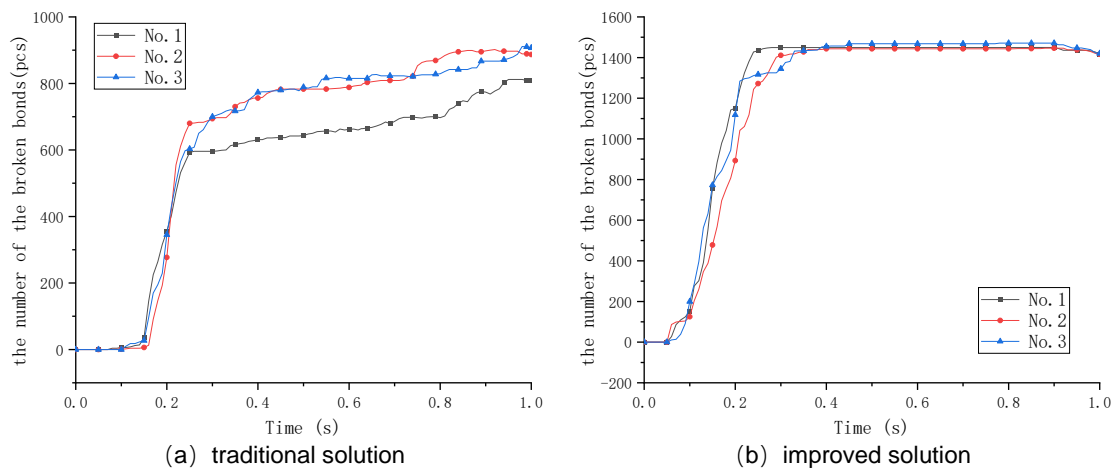 1000
800
600
400
200
0
the number of the broken bonds(pcs)
No.1
No.2
No.3
0.0 0.2 0.4 0.6 0.8 1.0
Time (s)
(a) traditional solution
1600
1400
1200
1000
800
600
400
200
0
-200
the number of the broken bonds(pcs)
No.1
No.2
No.3
0.0 0.2 0.4 0.6 0.8 1.0
Time (s)
(b) improved solution